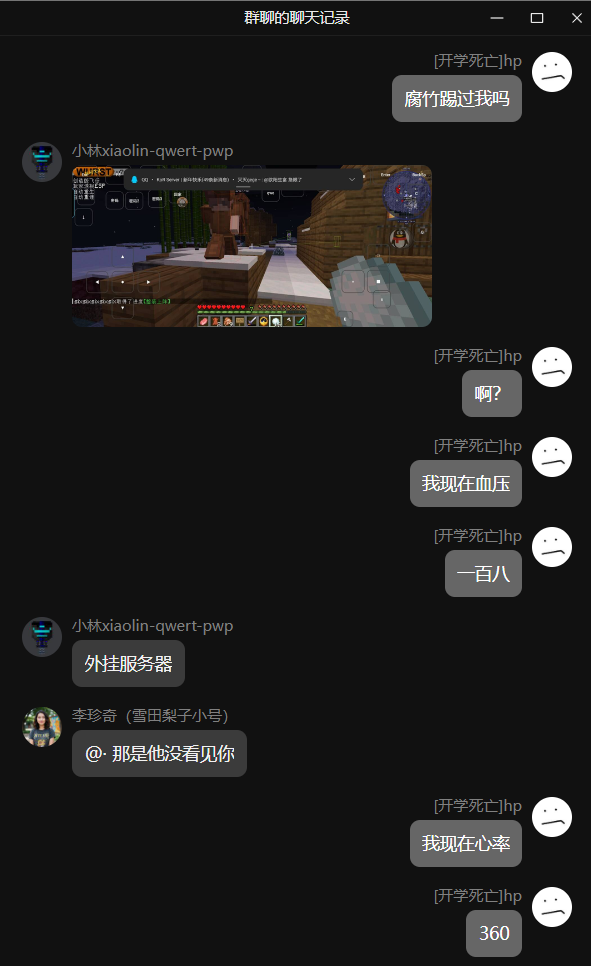 群聊的聊天记录
[开学死亡]hp
腐竹踢过我吗
小林xiaolin-qwert-pwp
[开学死亡]hp
啊？
[开学死亡]hp
我现在血压
[开学死亡]hp
一百八
小林xiaolin-qwert-pwp
外挂服务器
李珍奇（雪田梨子小号）
@· 那是他没看见你
[开学死亡]hp
我现在心率
[开学死亡]hp
360